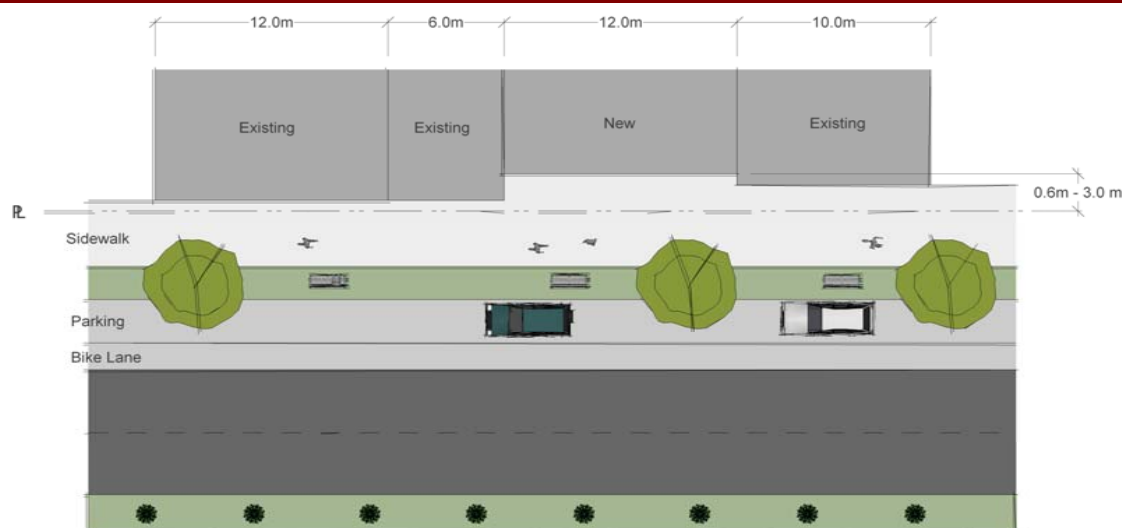 12.0m 6.0m 12.0m 10.0m
Existing Existing New Existing
0.6m - 3.0 m
PL
Sidewalk
Parking
Bike Lane